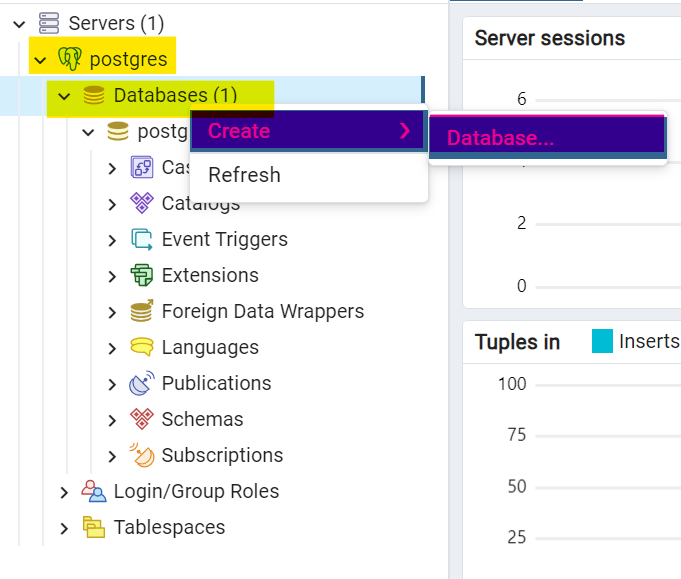 Servers (1)
postgres
Databases (1)
postg
Create
Database...
Refresh
Catalogs
Event Triggers
Extensions
Foreign Data Wrappers
Languages
Publications
Schemas
Subscriptions
Login/Group Roles
Tablespaces
Server sessions
6
2
0
Tuples in
Inserts
100
75
50
25